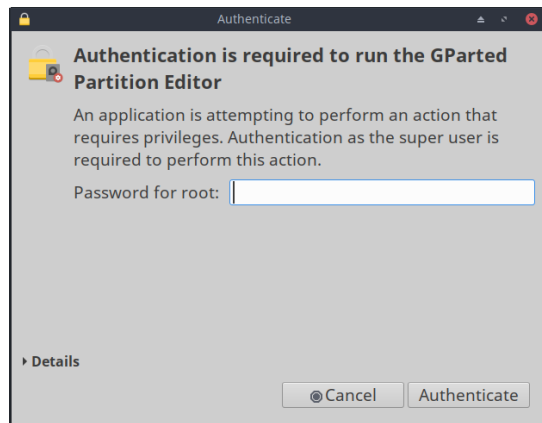 Authenticate
Authentication is required to run the GParted
Partition Editor
An application is attempting to perform an action that
requires privileges. Authentication as the super user is
required to perform this action.
Password for root:
Details
Cancel
Authenticate